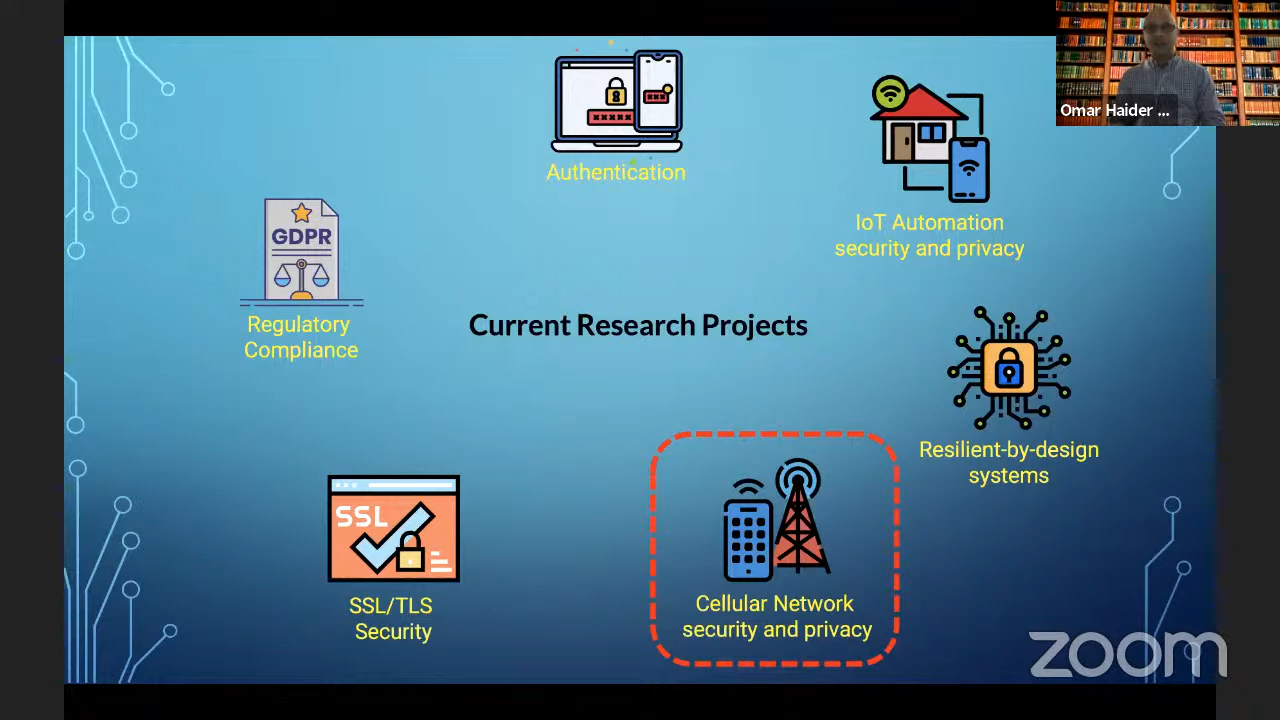 Omar Haider ...
Authentication
IoT Automation
security and privacy
GDPR
Regulatory
Compliance
Current Research Projects
Resilient-by-design
systems
SSL
SSL/TLS
Security
Cellular Network
security and privacy
zoom